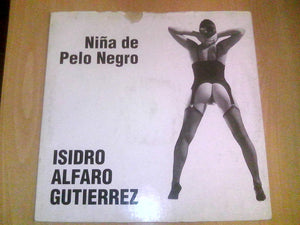 Niña de
Pelo Negro
ISIDRO
ALFARO
GUTIERREZ